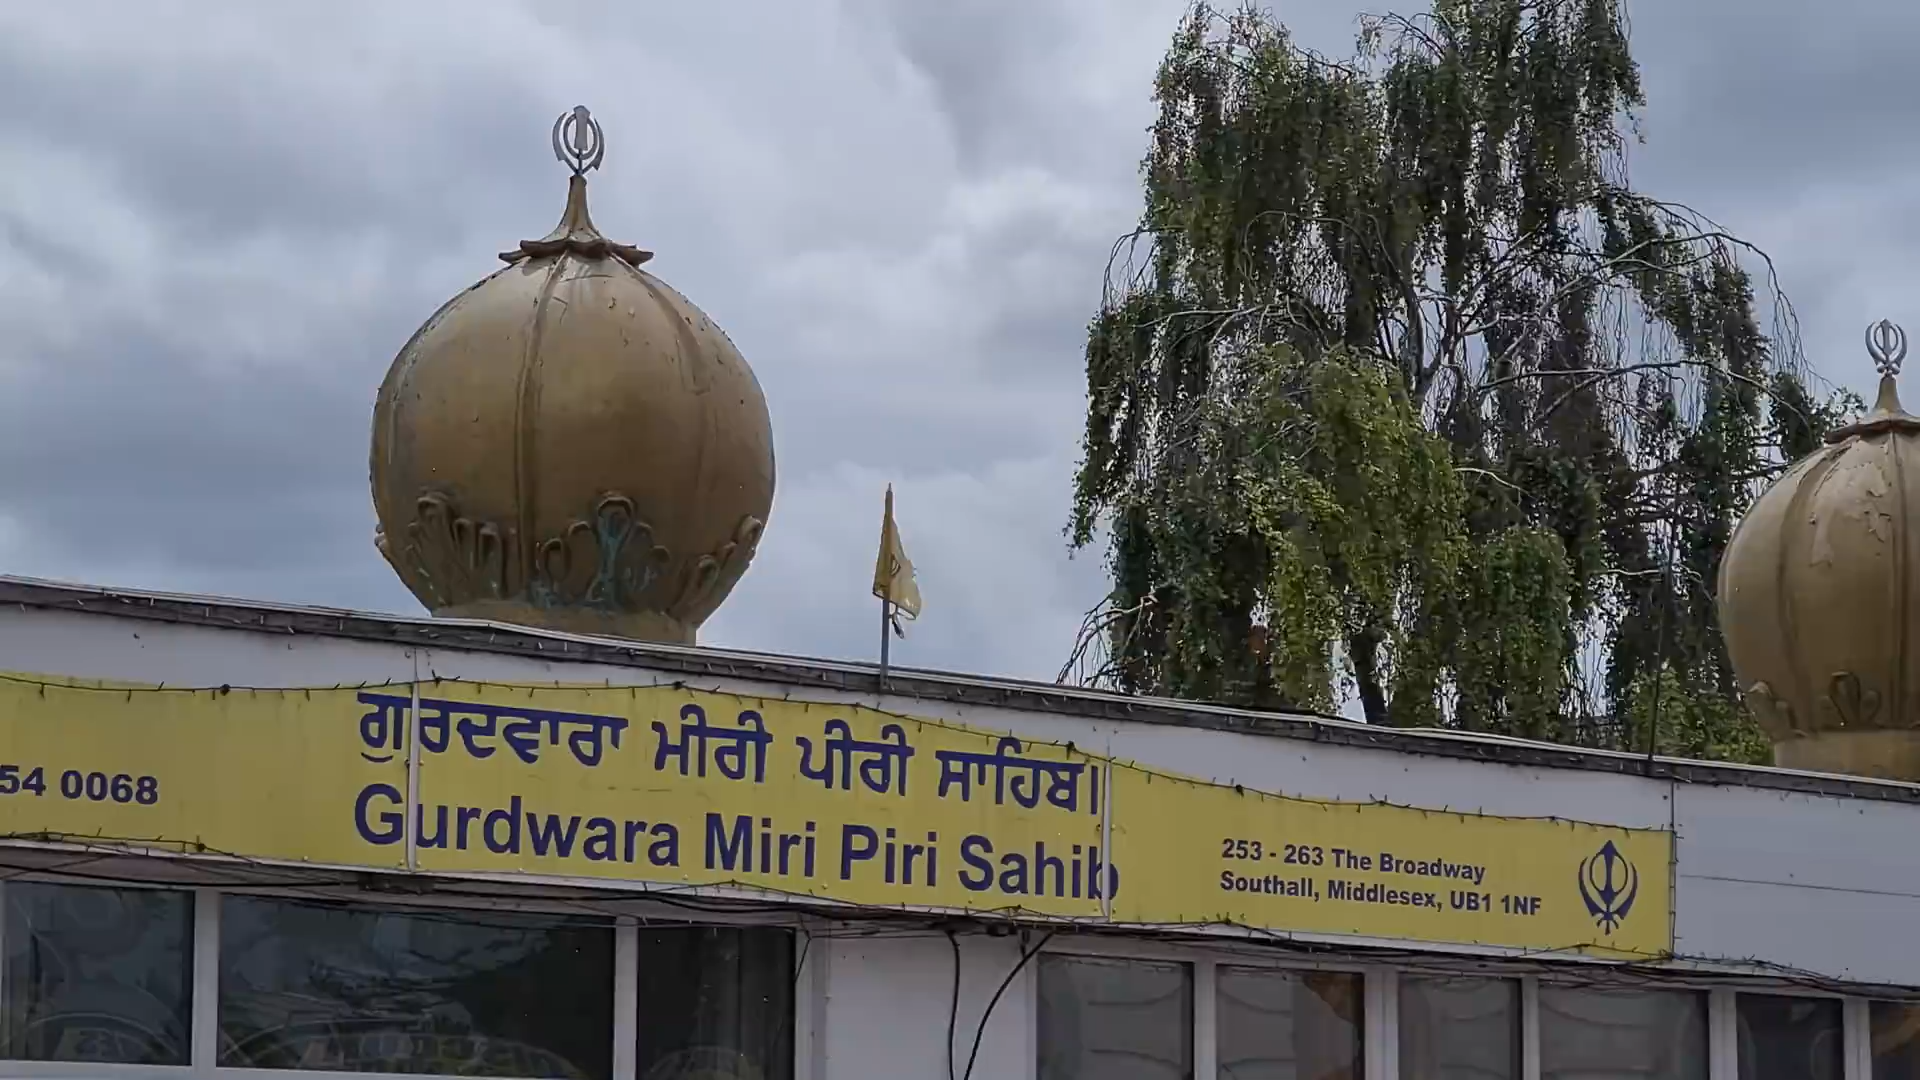 54 0068
ਗੁਰਦਵਾਰਾ ਮੀਰੀ ਪੀਰੀ ਸਾਹਿਬ।
Gurdwara Miri Piri Sahib
253 - 263 The Broadway
Southall, Middlesex, UB1 1NF